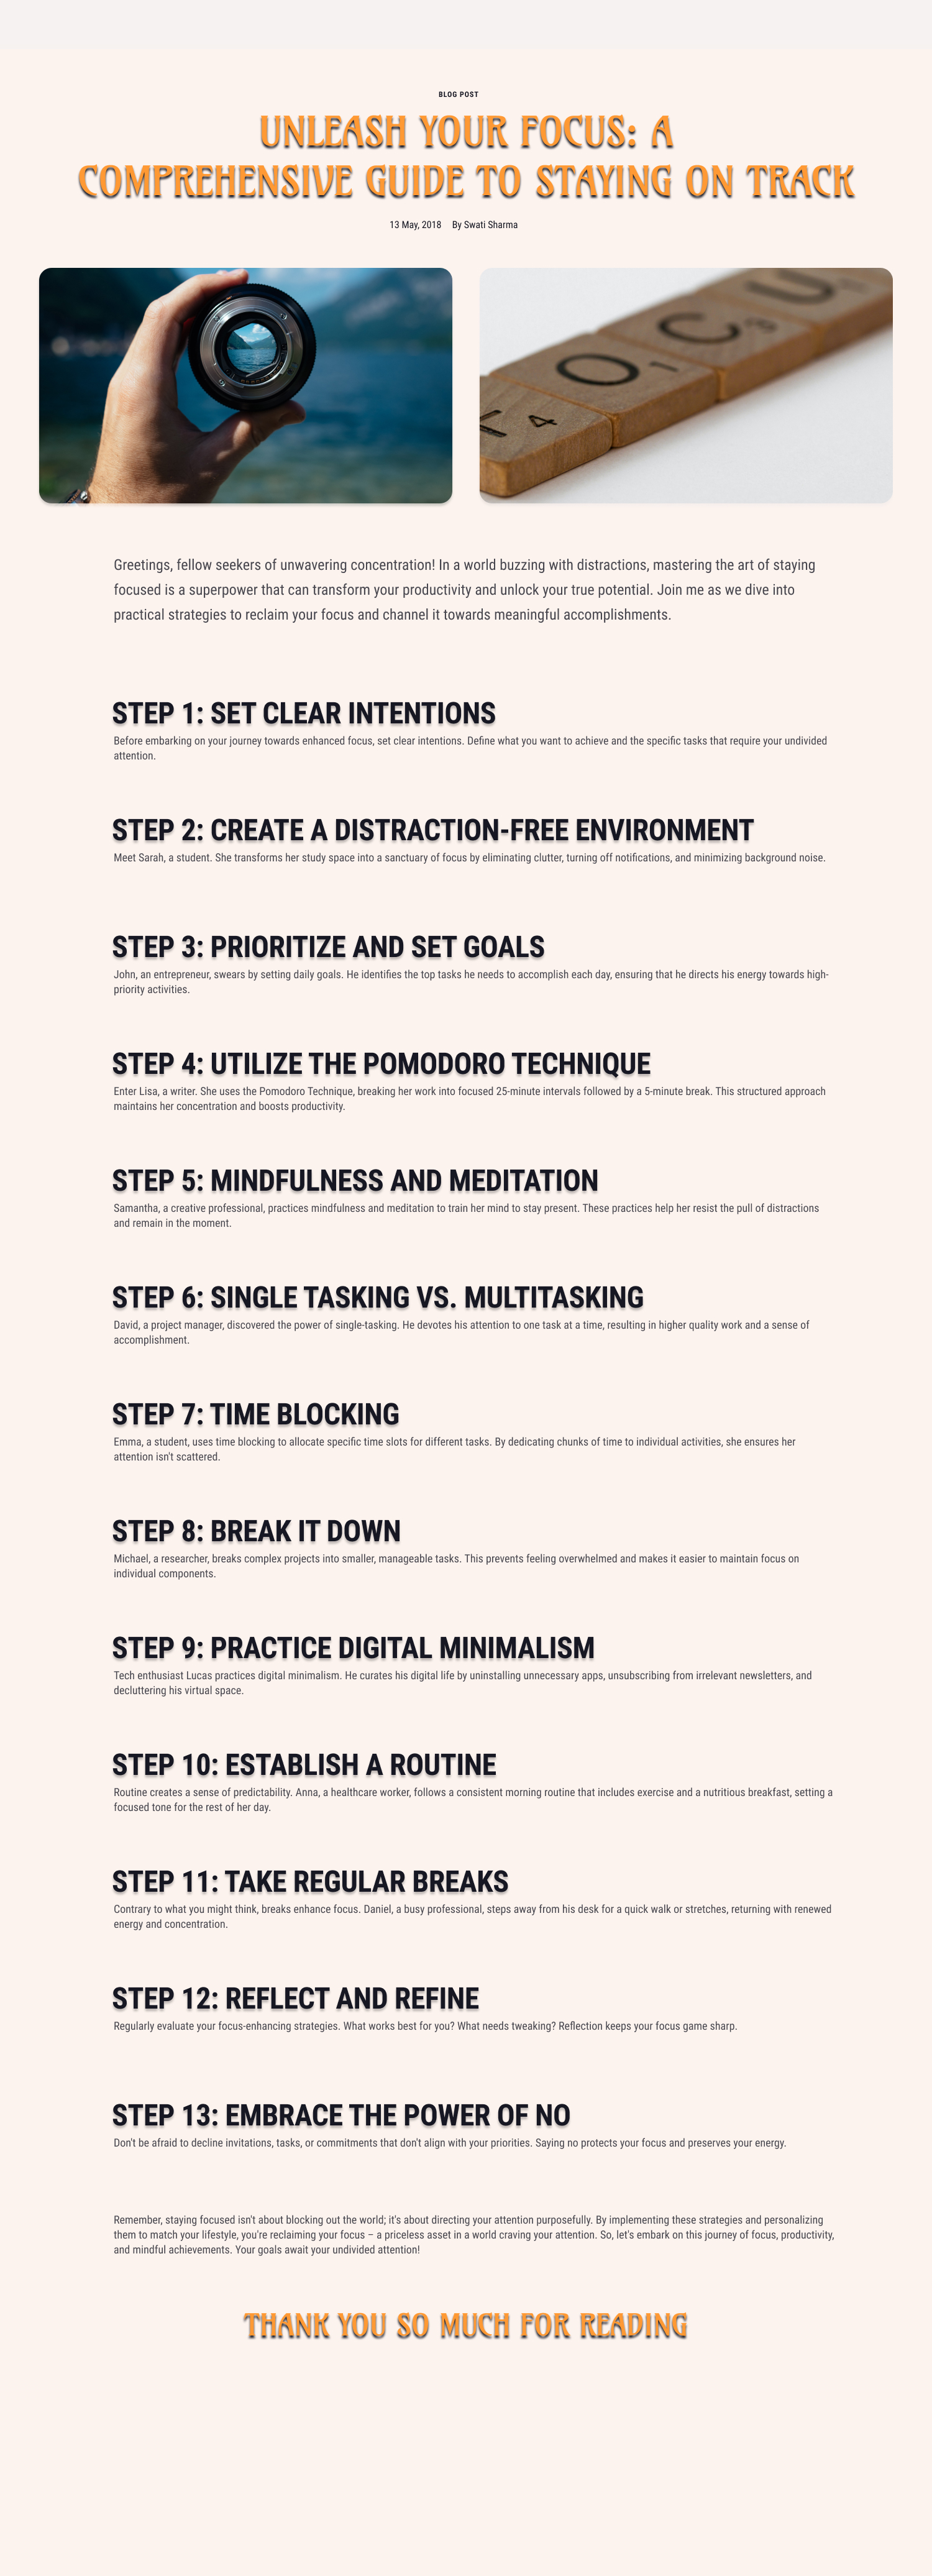 BLOG POST
UNLEASH YOUR FOCUS: A
COMPREHENSIVE GUIDE TO STAYING ON TRACK
13 May, 2018 By Swati Sharma
F 4 O 1 C 3 U 1
Greetings, fellow seekers of unwavering concentration! In a world buzzing with distractions, mastering the art of staying
focused is a superpower that can transform your productivity and unlock your true potential. Join me as we dive into
practical strategies to reclaim your focus and channel it towards meaningful accomplishments.
STEP 1: SET CLEAR INTENTIONS
Before embarking on your journey towards enhanced focus, set clear intentions. Define what you want to achieve and the specific tasks that require your undivided
attention.
STEP 2: CREATE A DISTRACTION-FREE ENVIRONMENT
Meet Sarah, a student. She transforms her study space into a sanctuary of focus by eliminating clutter, turning off notifications, and minimizing background noise.
STEP 3: PRIORITIZE AND SET GOALS
John, an entrepreneur, swears by setting daily goals. He identifies the top tasks he needs to accomplish each day, ensuring that he directs his energy towards high-
priority activities.
STEP 4: UTILIZE THE POMODORO TECHNIQUE
Enter Lisa, a writer. She uses the Pomodoro Technique, breaking her work into focused 25-minute intervals followed by a 5-minute break. This structured approach
maintains her concentration and boosts productivity.
STEP 5: MINDFULNESS AND MEDITATION
Samantha, a creative professional, practices mindfulness and meditation to train her mind to stay present. These practices help her resist the pull of distractions
and remain in the moment.
STEP 6: SINGLE TASKING VS. MULTITASKING
David, a project manager, discovered the power of single-tasking. He devotes his attention to one task at a time, resulting in higher quality work and a sense of
accomplishment.
STEP 7: TIME BLOCKING
Emma, a student, uses time blocking to allocate specific time slots for different tasks. By dedicating chunks of time to individual activities, she ensures her
attention isn't scattered.
STEP 8: BREAK IT DOWN
Michael, a researcher, breaks complex projects into smaller, manageable tasks. This prevents feeling overwhelmed and makes it easier to maintain focus on
individual components.
STEP 9: PRACTICE DIGITAL MINIMALISM
Tech enthusiast Lucas practices digital minimalism. He curates his digital life by uninstalling unnecessary apps, unsubscribing from irrelevant newsletters, and
decluttering his virtual space.
STEP 10: ESTABLISH A ROUTINE
Routine creates a sense of predictability. Anna, a healthcare worker, follows a consistent morning routine that includes exercise and a nutritious breakfast, setting a
focused tone for the rest of her day.
STEP 11: TAKE REGULAR BREAKS
Contrary to what you might think, breaks enhance focus. Daniel, a busy professional, steps away from his desk for a quick walk or stretches, returning with renewed
energy and concentration.
STEP 12: REFLECT AND REFINE
Regularly evaluate your focus-enhancing strategies. What works best for you? What needs tweaking? Reflection keeps your focus game sharp.
STEP 13: EMBRACE THE POWER OF NO
Don't be afraid to decline invitations, tasks, or commitments that don't align with your priorities. Saying no protects your focus and preserves your energy.
Remember, staying focused isn't about blocking out the world; it's about directing your attention purposefully. By implementing these strategies and personalizing
them to match your lifestyle, you're reclaiming your focus – a priceless asset in a world craving your attention. So, let's embark on this journey of focus, productivity,
and mindful achievements. Your goals await your undivided attention!
THANK YOU SO MUCH FOR READING